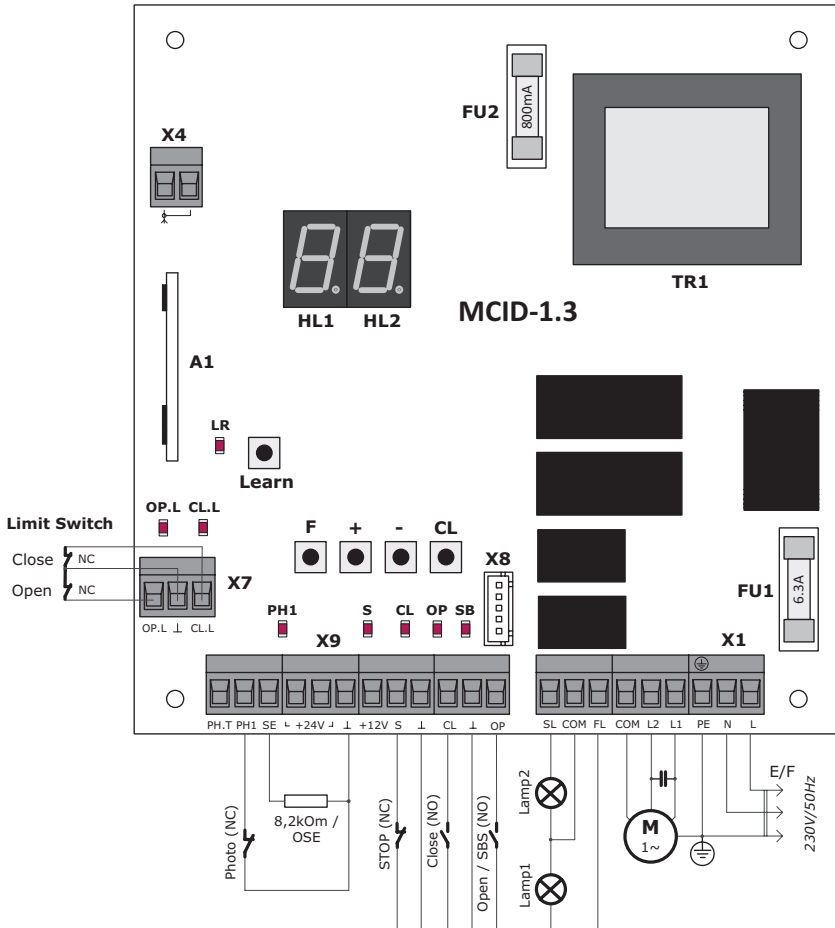 X4
FU2
800mA
TR1
HL1 HL2
MCID-1.3
A1
LR
Learn
OP.L CL.L
Limit Switch
Close NC
Open NC
X7
OP.L ⊥ CL.L
F + - CL
X8
FU1
6.3A
PH1 S CL OP SB
X9
X1
PH.T PH1 SE +24V ⊥ +12V S ⊥ CL ⊥ OP
SL COM FL COM L2 L1 PE N L
Photo (NC)
8,2kOm /
OSE
STOP (NC)
Close (NO)
Open / SBS (NO)
Lamp2
Lamp1
M
1~
E/F
230V/50Hz